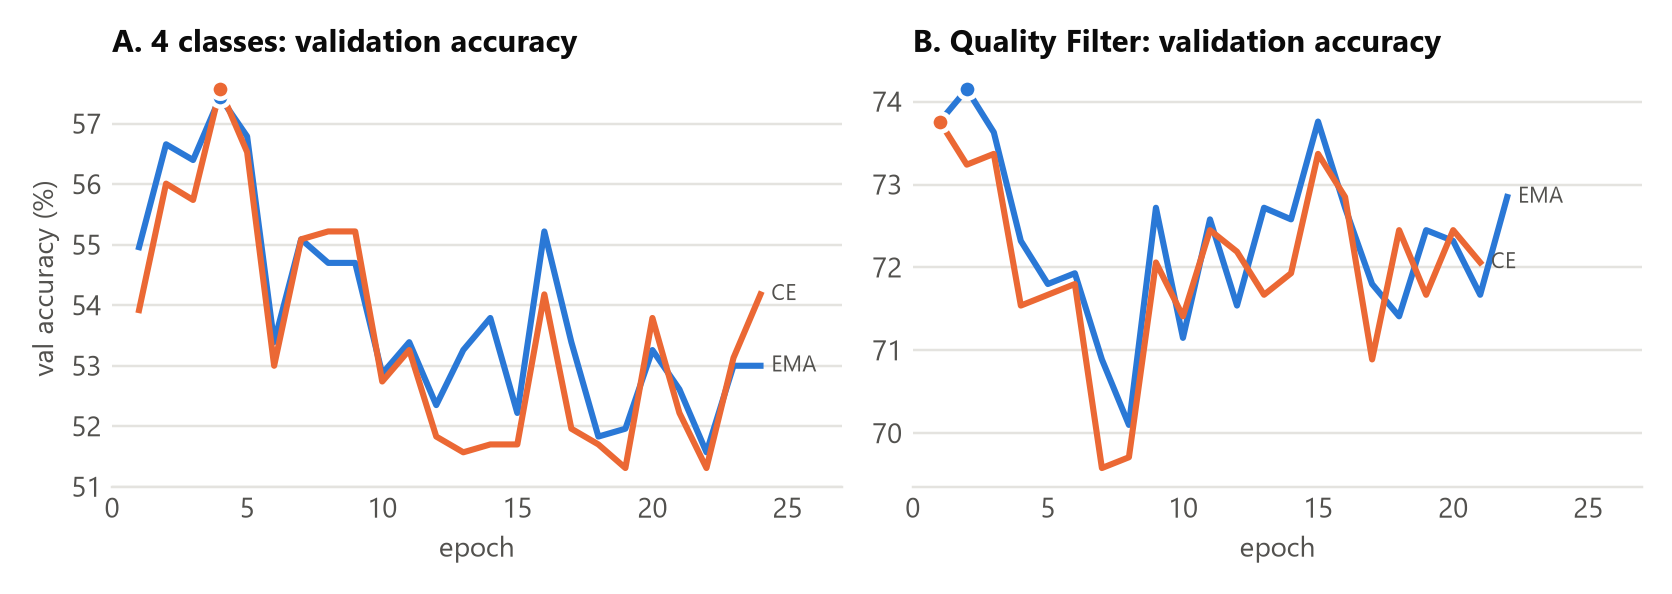 A. 4 classes: validation accuracy
val accuracy (%)
57
56
55
54
53
52
51
0 5 10 15 20 25
epoch
CE
EMA
B. Quality Filter: validation accuracy
74
73
72
71
70
0 5 10 15 20 25
epoch
EMA
CE